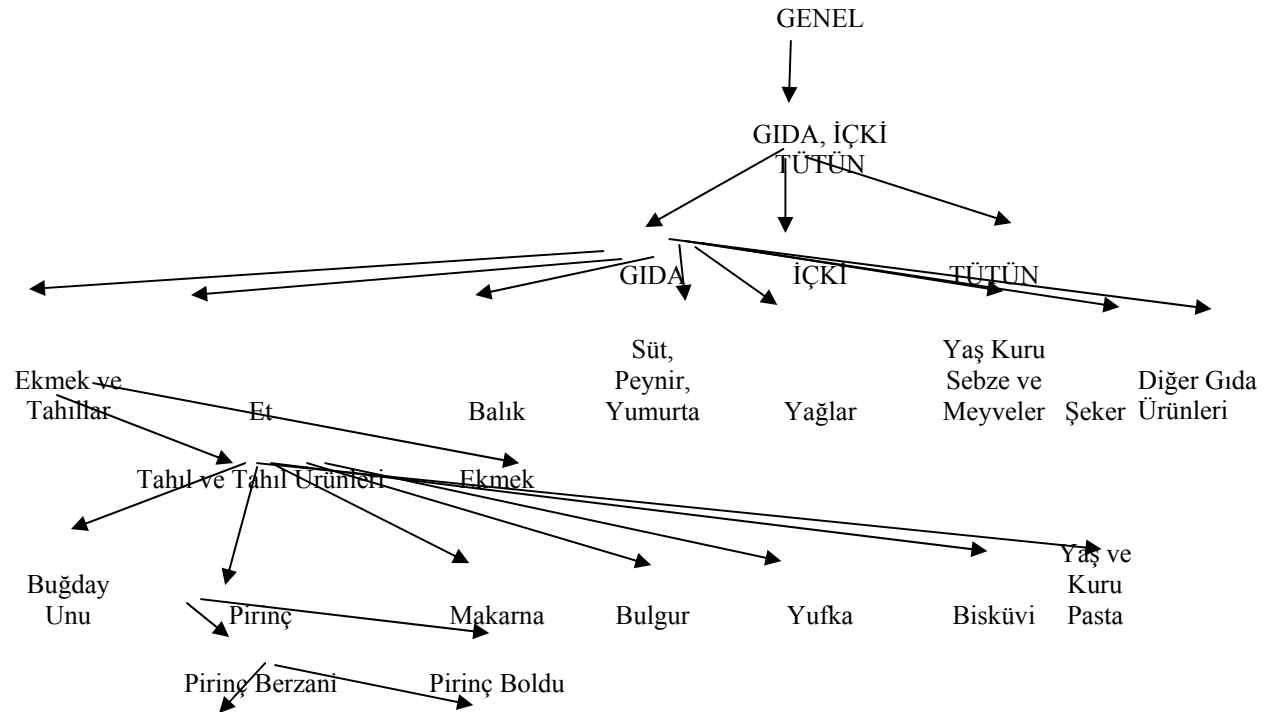 GENEL
GIDA, İÇKİ
TÜTÜN
GIDA
İÇKİ
TÜTÜN
Ekmek ve
Tahıllar
Et
Balık
Süt,
Peynir,
Yumurta
Yağlar
Yaş Kuru
Sebze ve
Meyveler
Şeker
Diğer Gıda
Ürünleri
Tahıl ve Tahıl Ürünleri
Ekmek
Buğday
Unu
Pirinç
Makarna
Bulgur
Yufka
Bisküvi
Yaş ve
Kuru
Pasta
Pirinç Berzani
Pirinç Boldu